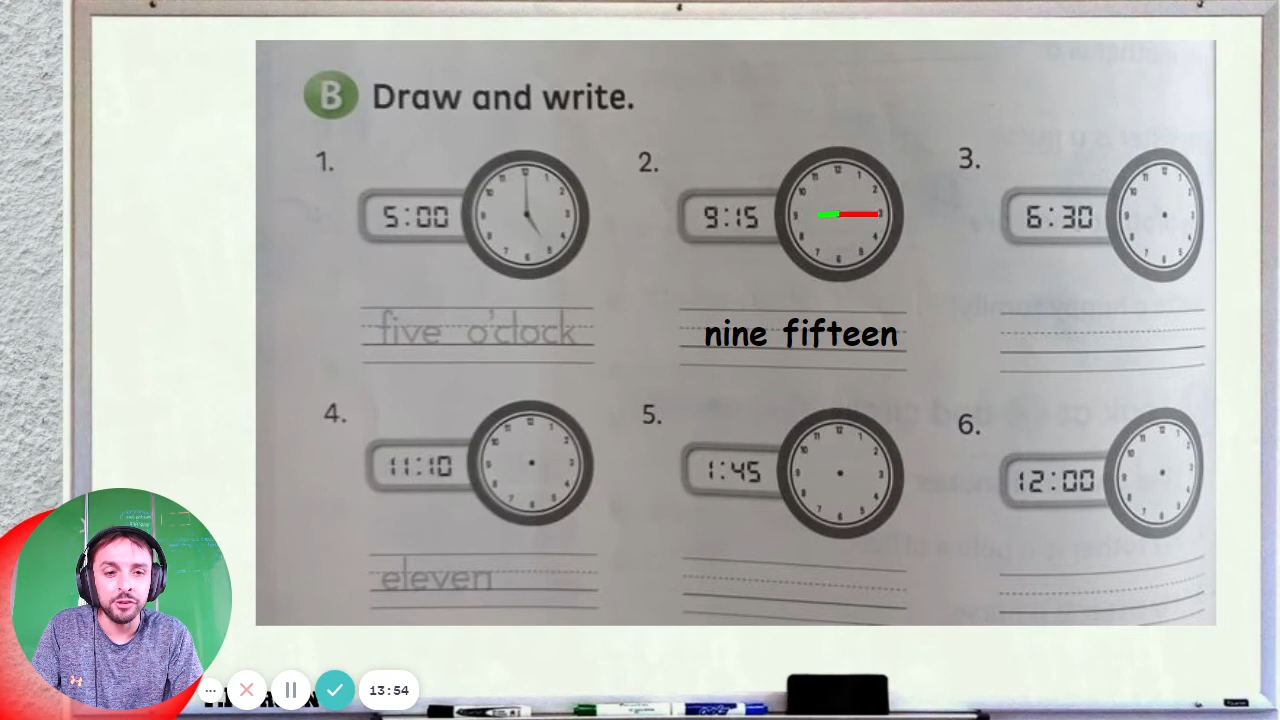 B Draw and write.
1. 2. 3.
5:00 9:15 6:30
five o'clock nine fifteen
4. 5. 6.
11:10 1:45 12:00
eleven
13:54